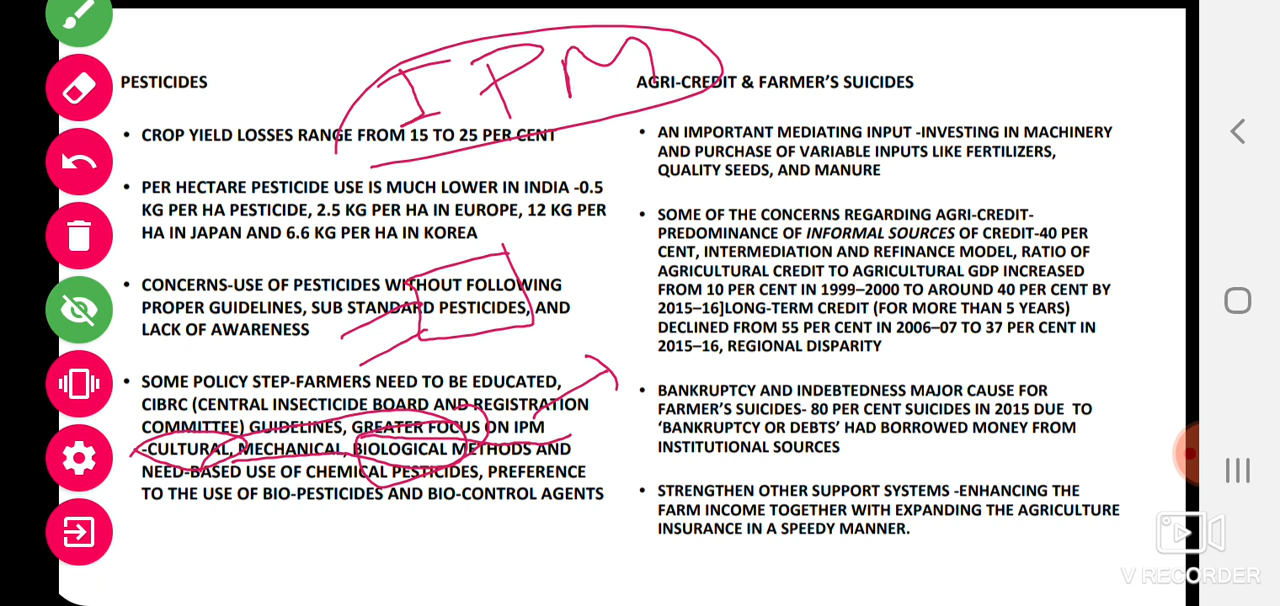 IPM
PESTICIDES
• CROP YIELD LOSSES RANGE FROM 15 TO 25 PER CENT
• PER HECTARE PESTICIDE USE IS MUCH LOWER IN INDIA -0.5
KG PER HA PESTICIDE, 2.5 KG PER HA IN EUROPE, 12 KG PER
HA IN JAPAN AND 6.6 KG PER HA IN KOREA
• CONCERNS-USE OF PESTICIDES WITHOUT FOLLOWING
PROPER GUIDELINES, SUB STANDARD PESTICIDES, AND
LACK OF AWARENESS
• SOME POLICY STEP-FARMERS NEED TO BE EDUCATED,
CIBRC (CENTRAL INSECTICIDE BOARD AND REGISTRATION
COMMITTEE) GUIDELINES, GREATER FOCUS ON IPM
-CULTURAL, MECHANICAL, BIOLOGICAL METHODS AND
NEED-BASED USE OF CHEMICAL PESTICIDES, PREFERENCE
TO THE USE OF BIO-PESTICIDES AND BIO-CONTROL AGENTS
AGRI-CREDIT & FARMER'S SUICIDES
• AN IMPORTANT MEDIATING INPUT -INVESTING IN MACHINERY
AND PURCHASE OF VARIABLE INPUTS LIKE FERTILIZERS,
QUALITY SEEDS, AND MANURE
• SOME OF THE CONCERNS REGARDING AGRI-CREDIT-
PREDOMINANCE OF INFORMAL SOURCES OF CREDIT-40 PER
CENT, INTERMEDIATION AND REFINANCE MODEL, RATIO OF
AGRICULTURAL CREDIT TO AGRICULTURAL GDP INCREASED
FROM 10 PER CENT IN 1999–2000 TO AROUND 40 PER CENT BY
2015–16]LONG-TERM CREDIT (FOR MORE THAN 5 YEARS)
DECLINED FROM 55 PER CENT IN 2006–07 TO 37 PER CENT IN
2015–16, REGIONAL DISPARITY
• BANKRUPTCY AND INDEBTEDNESS MAJOR CAUSE FOR
FARMER'S SUICIDES- 80 PER CENT SUICIDES IN 2015 DUE TO
'BANKRUPTCY OR DEBTS' HAD BORROWED MONEY FROM
INSTITUTIONAL SOURCES
• STRENGTHEN OTHER SUPPORT SYSTEMS -ENHANCING THE
FARM INCOME TOGETHER WITH EXPANDING THE AGRICULTURE
INSURANCE IN A SPEEDY MANNER.
V RECORDER